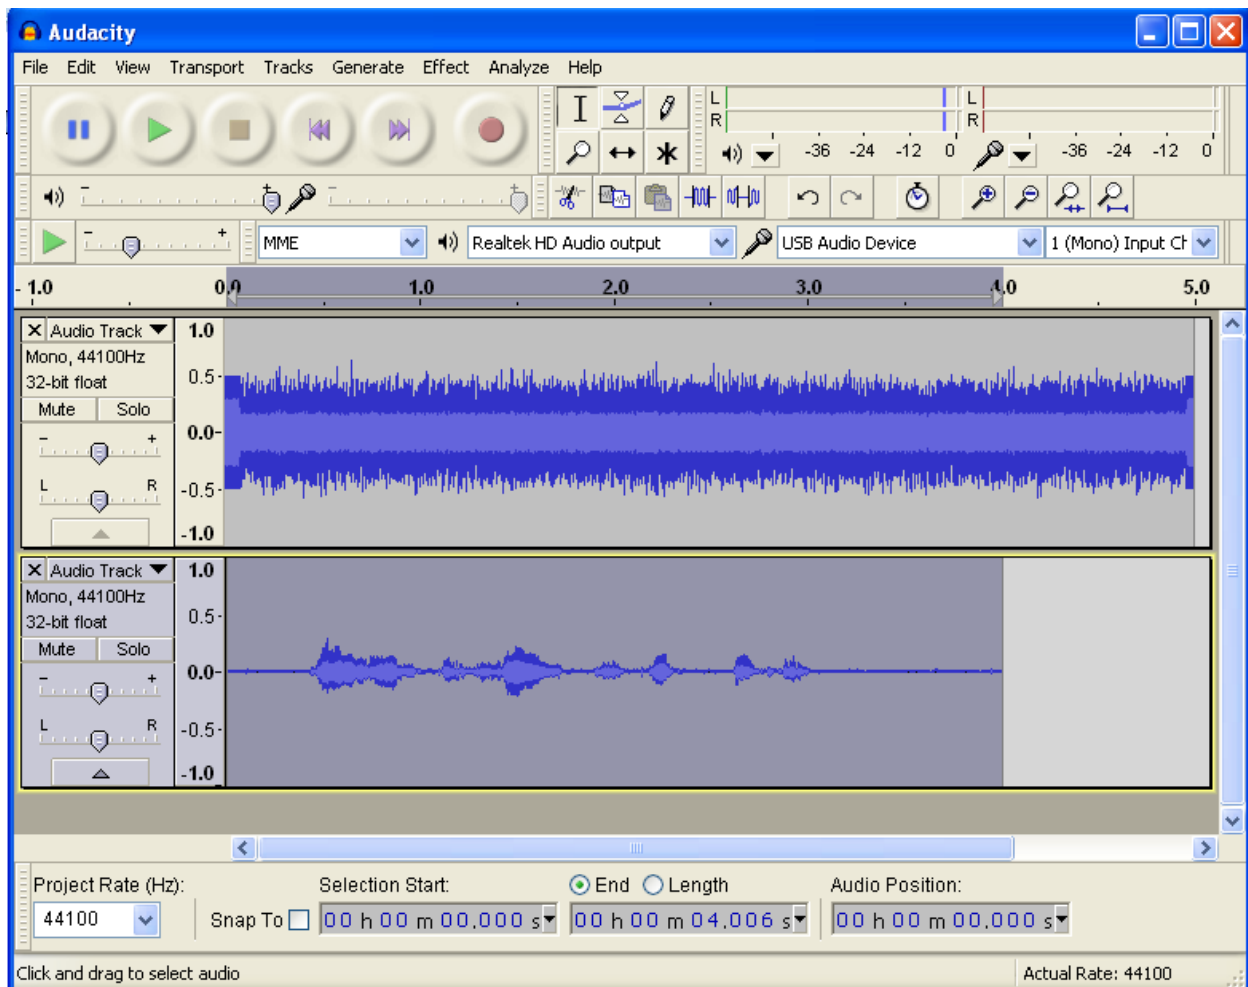 Audacity
File Edit View Transport Tracks Generate Effect Analyze Help
L
R
-36 -24 -12 0
L
R
-36 -24 -12 0
MME
Realtek HD Audio output
USB Audio Device
1 (Mono) Input Ch
- 1.0 0.0 1.0 2.0 3.0 4.0 5.0
X Audio Track
Mono, 44100Hz
32-bit float
Mute Solo
- +
L R
1.0
0.5
0.0
-0.5
-1.0
X Audio Track
Mono, 44100Hz
32-bit float
Mute Solo
- +
L R
1.0
0.5
0.0
-0.5
-1.0
Project Rate (Hz): Selection Start: End Length Audio Position:
44100 Snap To 00 h 00 m 00.000 s 00 h 00 m 04.006 s 00 h 00 m 00.000 s
Click and drag to select audio Actual Rate: 44100